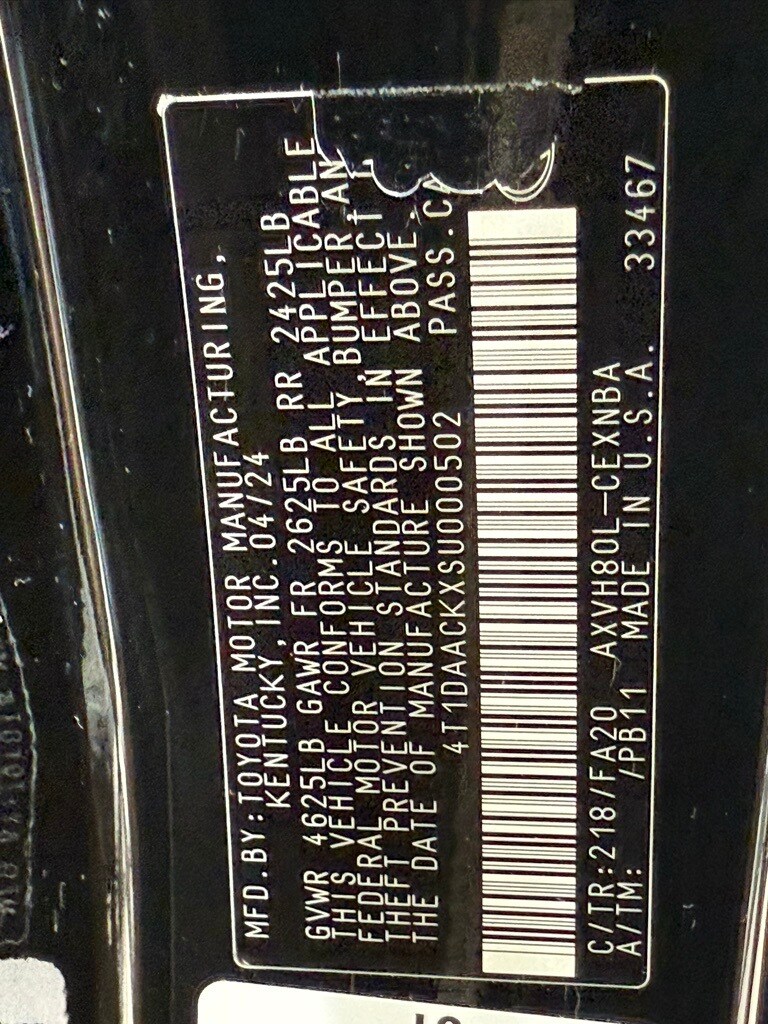 MFD.BY:TOYOTA MOTOR MANUFACTURING,
KENTUCKY,INC.04/24
GVWR 4625LB GAWR FR 2625LB RR 2425LB
THIS VEHICLE CONFORMS TO ALL APPLICABLE
FEDERAL MOTOR VEHICLE SAFETY,BUMPER AN
THEFT PREVENTION STANDARDS IN EFFECT
THE DATE OF MANUFACTURE SHOWN ABOVE.
4T1DAACKXSU000502 PASS.CA
C/TR:218/FA20 AXVH80L-CEXNBA
A/TM: /PB11 MADE IN U.S.A. 33467